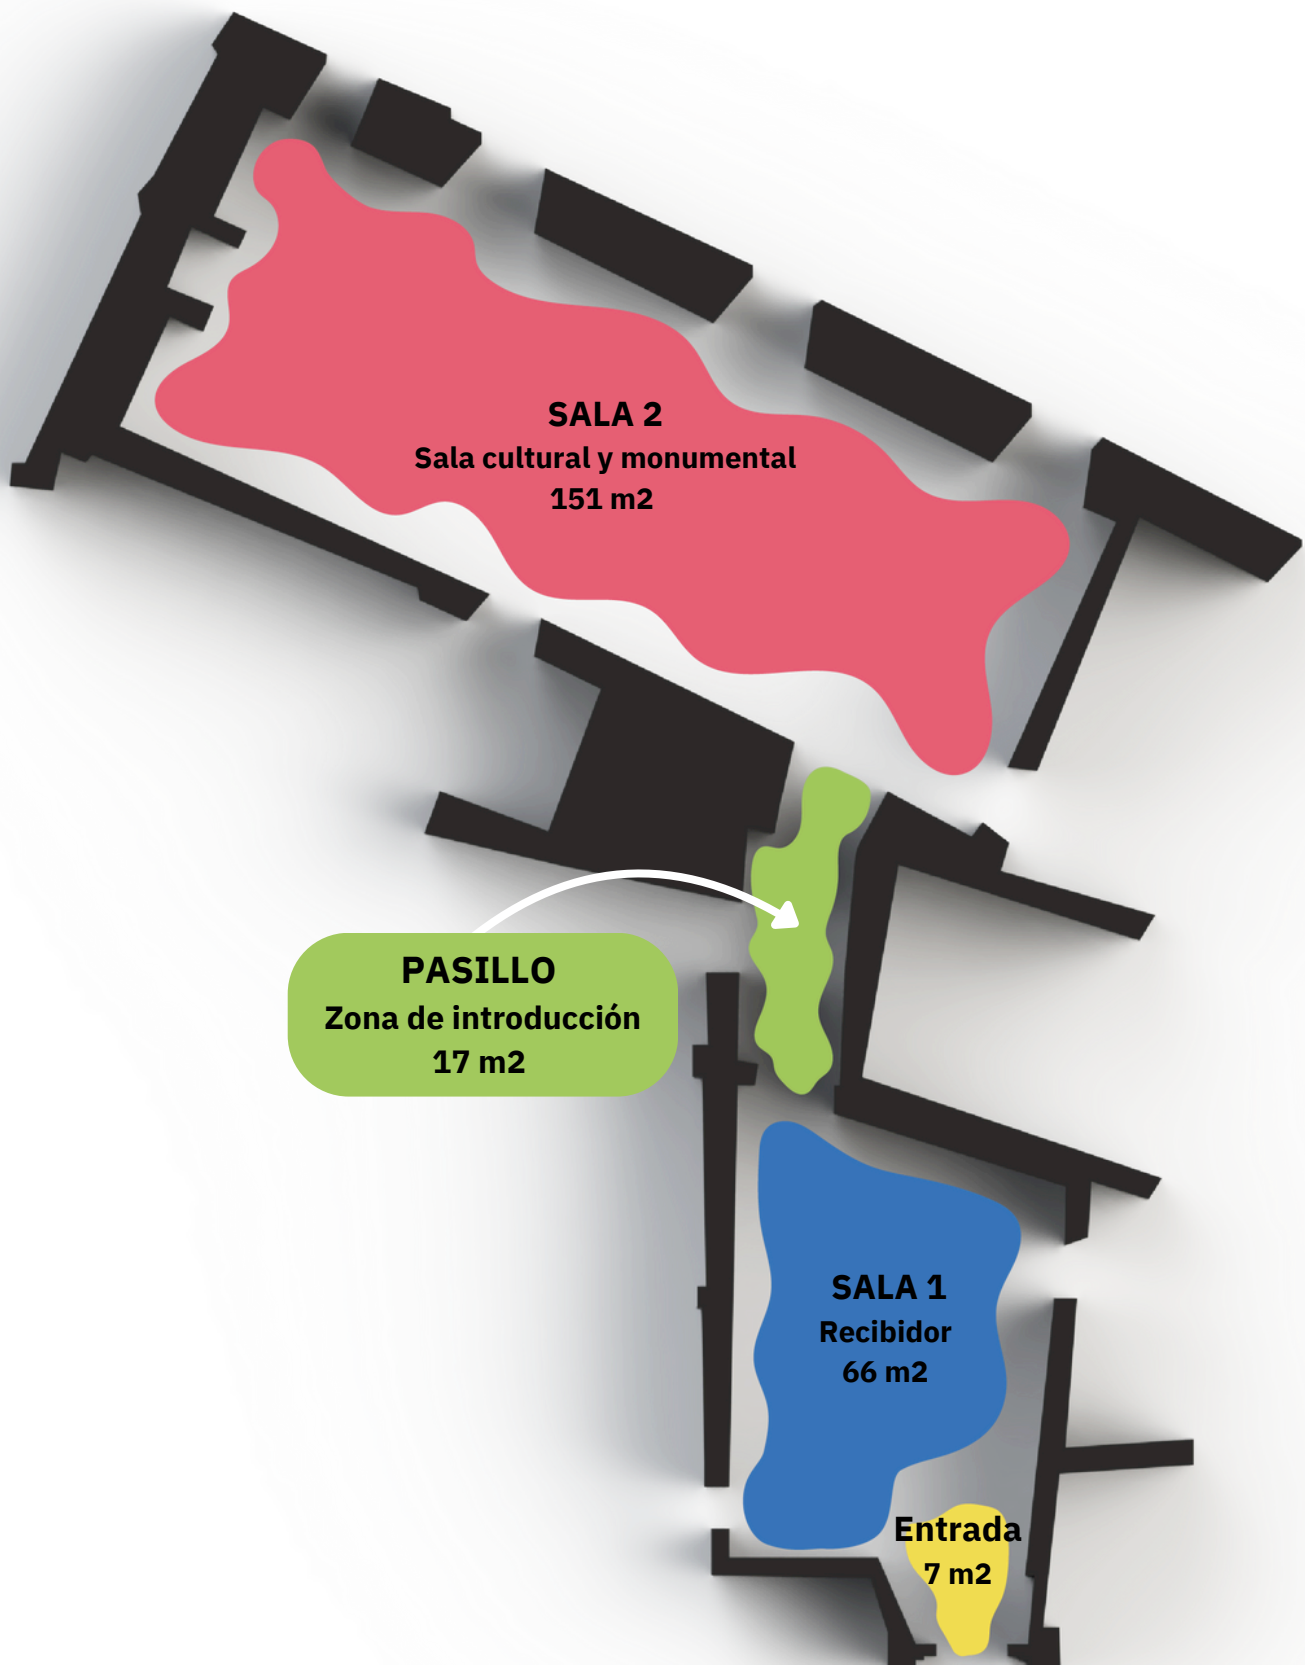 SALA 2
Sala cultural y monumental
151 m2
PASILLO
Zona de introducción
17 m2
SALA 1
Recibidor
66 m2
Entrada
7 m2